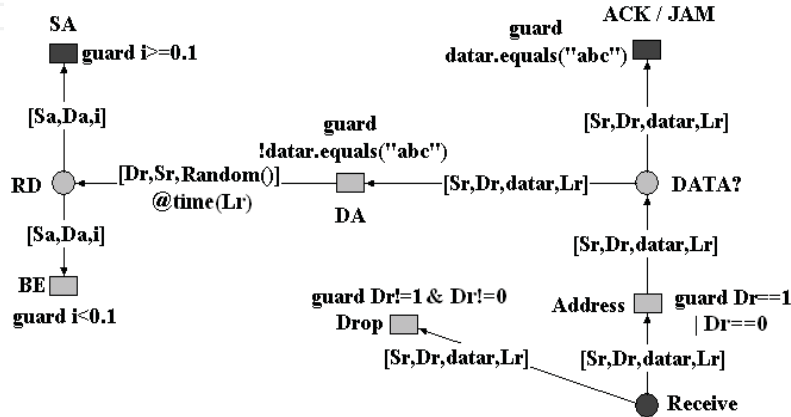 SA
ACK / JAM
guard i>=0.1
guard
datar.equals("abc")
[Sa,Da,i]
guard
!datar.equals("abc")
[Sr,Dr,datar,Lr]
RD
[Dr,Sr,Random()]
@time(Lr)
DA
[Sr,Dr,datar,Lr]
DATA?
[Sa,Da,i]
[Sr,Dr,datar,Lr]
BE
guard i<0.1
guard Dr!=1 & Dr!=0
Drop
Address
guard Dr==1
| Dr==0
[Sr,Dr,datar,Lr]
[Sr,Dr,datar,Lr]
Receive